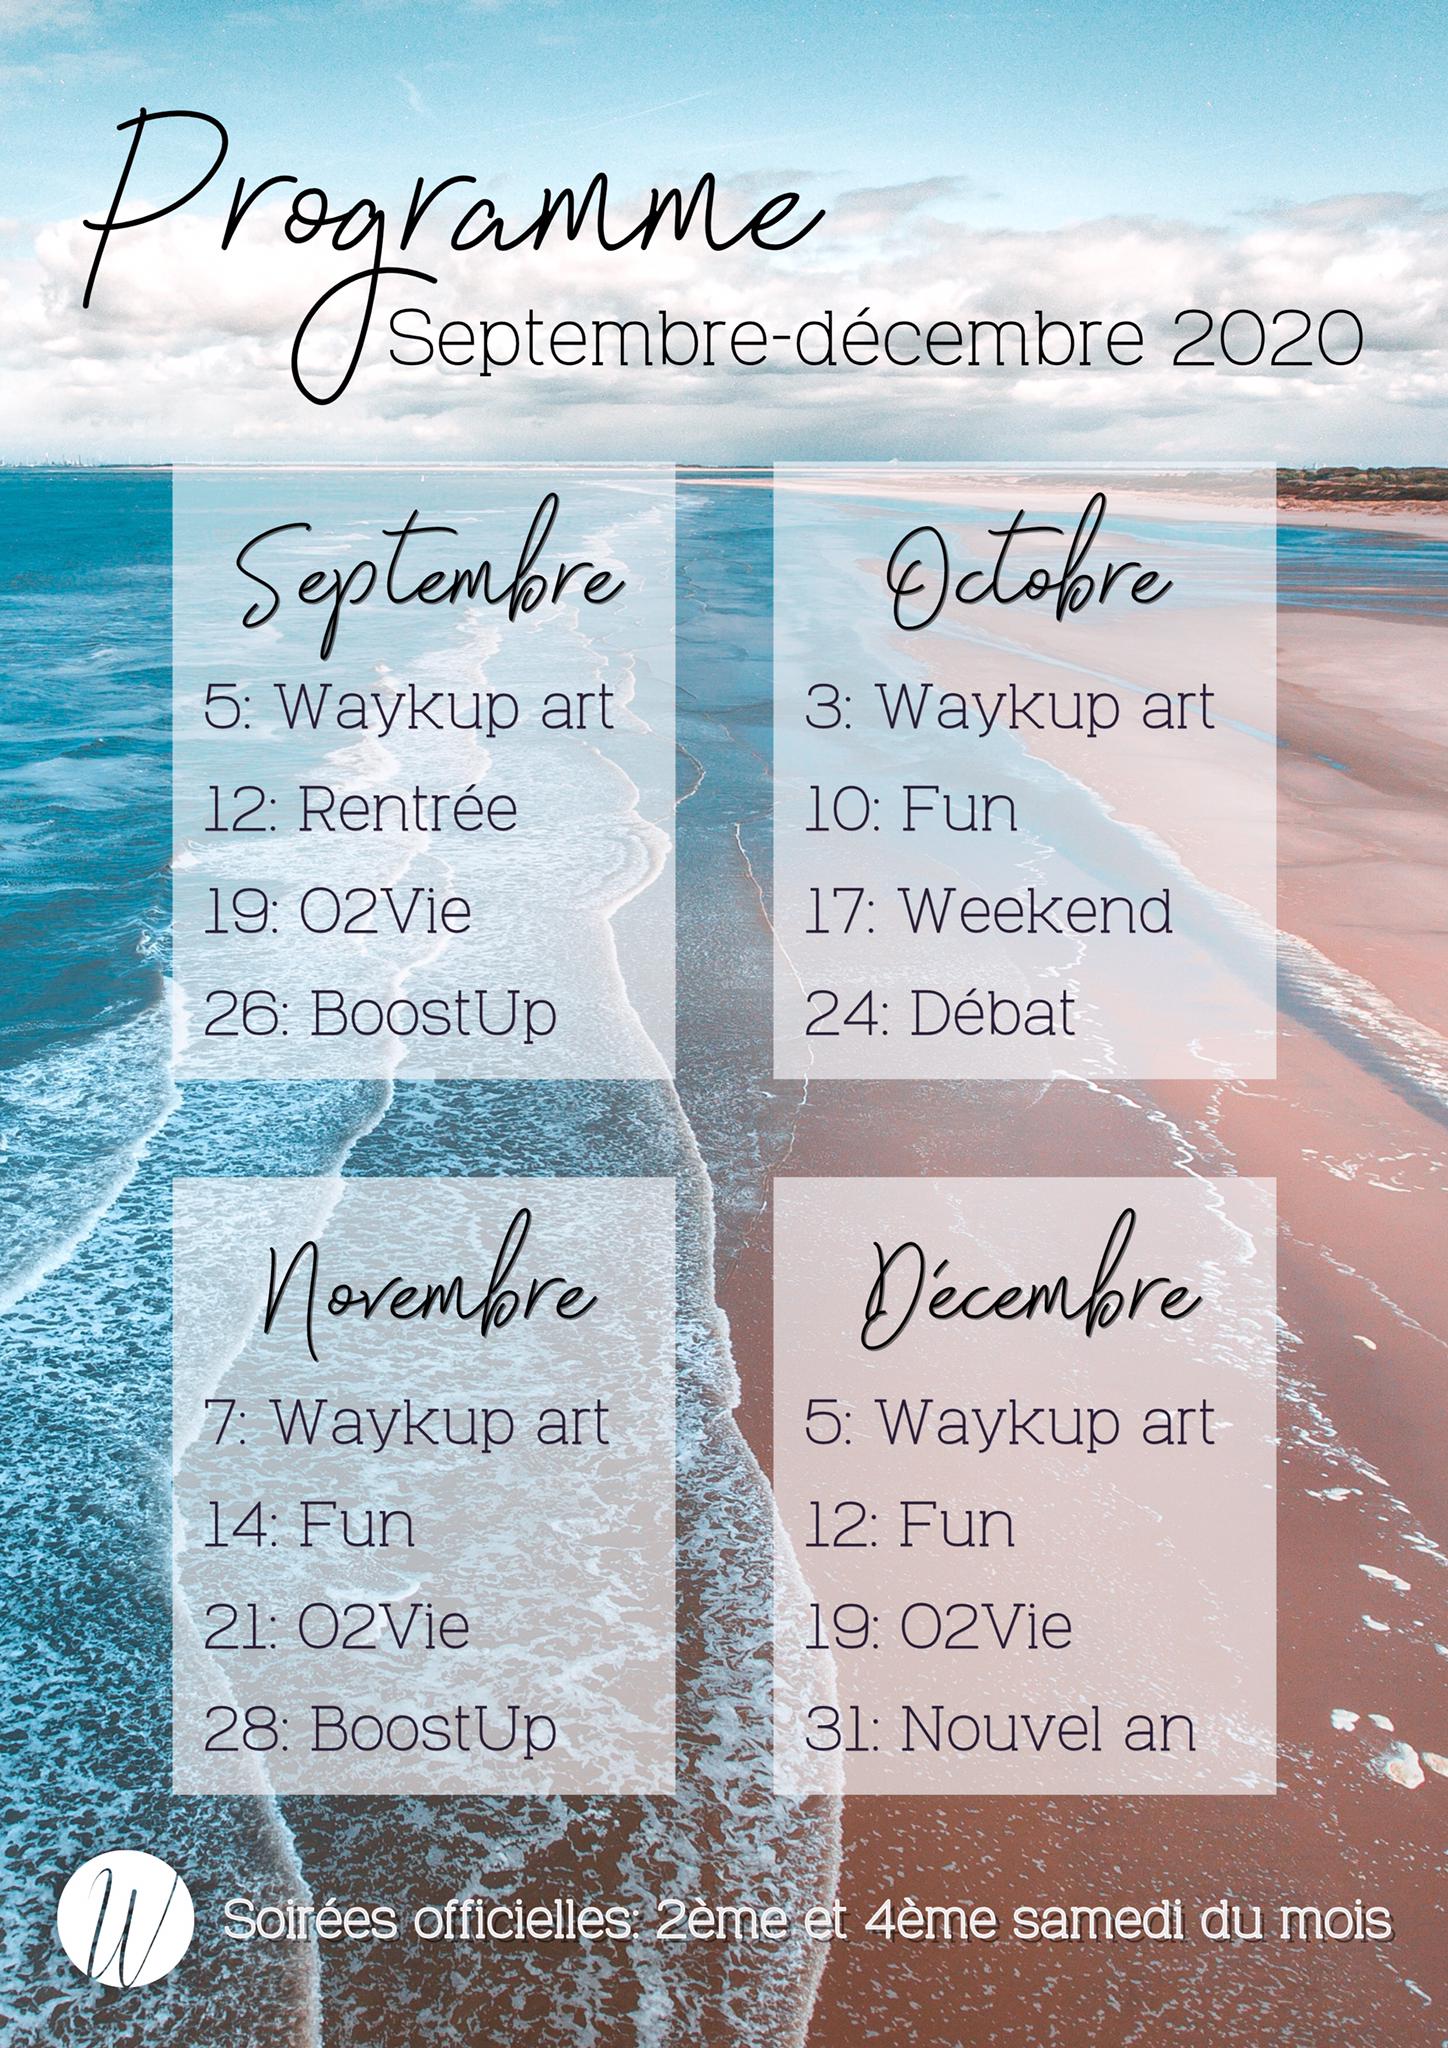 Programme
Septembre-décembre 2020
Septembre
5: Waykup art
12: Rentrée
19: O2Vie
26: BoostUp
Octobre
3: Waykup art
10: Fun
17: Weekend
24: Débat
Novembre
7: Waykup art
14: Fun
21: O2Vie
28: BoostUp
Décembre
5: Waykup art
12: Fun
19: O2Vie
31: Nouvel an
W
Soirées officielles: 2ème et 4ème samedi du mois